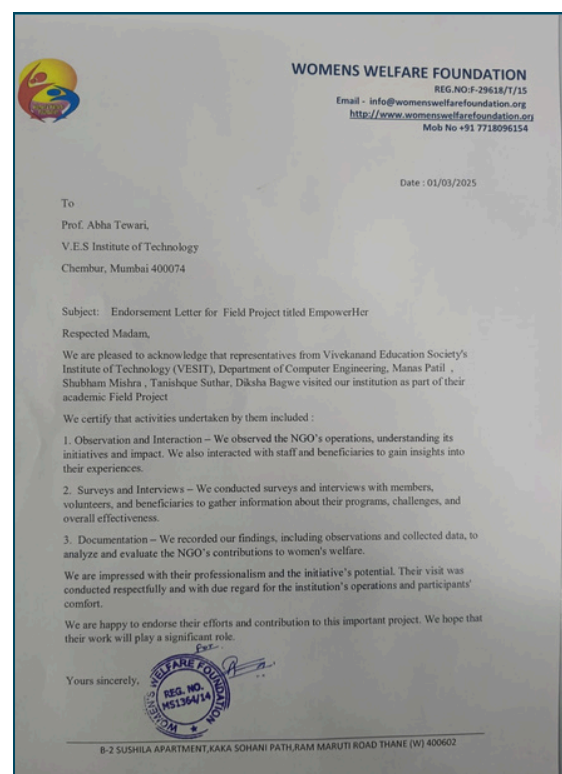 WOMENS WELFARE FOUNDATION
REG.NO:F-29618/T/15
Email - info@womenswelfarefoundation.org
http://www.womenswelfarefoundation.org
Mob No +91 7718096154
Date : 01/03/2025
To
Prof. Abha Tewari,
V.E.S Institute of Technology
Chembur, Mumbai 400074
Subject: Endorsement Letter for Field Project titled EmpowerHer
Respected Madam,
We are pleased to acknowledge that representatives from Vivekanand Education Society's
Institute of Technology (VESIT), Department of Computer Engineering, Manas Patil ,
Shubham Mishra , Tanishque Suthar, Diksha Bagwe visited our institution as part of their
academic Field Project
We certify that activities undertaken by them included :
1. Observation and Interaction – We observed the NGO's operations, understanding its
initiatives and impact. We also interacted with staff and beneficiaries to gain insights into
their experiences.
2. Surveys and Interviews – We conducted surveys and interviews with members,
volunteers, and beneficiaries to gather information about their programs, challenges, and
overall effectiveness.
3. Documentation – We recorded our findings, including observations and collected data, to
analyze and evaluate the NGO's contributions to women's welfare.
We are impressed with their professionalism and the initiative's potential. Their visit was
conducted respectfully and with due regard for the institution's operations and participants'
comfort.
We are happy to endorse their efforts and contribution to this important project. We hope that
their work will play a significant role.
For.
Yours sincerely,
WOMEN'S WELFARE FOUNDATION
REG. NO.
MS1364/14
B-2 SUSHILA APARTMENT,KAKA SOHANI PATH,RAM MARUTI ROAD THANE (W) 400602